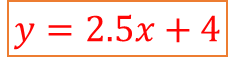 y = 2.5x + 4